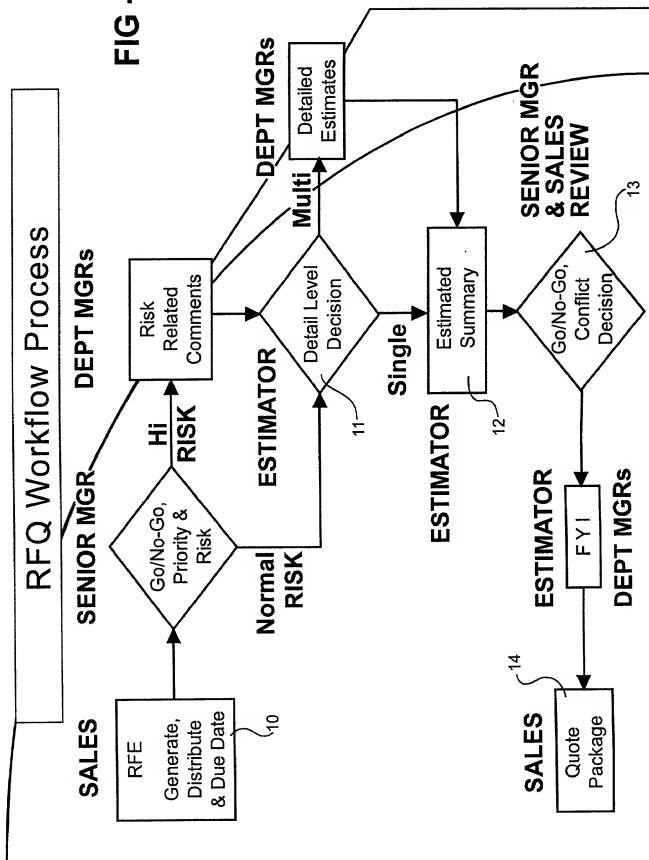 FIG -
RFQ Workflow Process
SALES
RFE
Generate,
Distribute
& Due Date
10
SENIOR MGR
Go/No-Go,
Priority &
Risk
Hi
RISK
Normal
RISK
DEPT MGRs
Risk
Related
Comments
ESTIMATOR
Detail Level
Decision
11
Multi
Single
DEPT MGRs
Detailed
Estimates
ESTIMATOR
Estimated
Summary
12
SENIOR MGR
& SALES
REVIEW
Go/No-Go,
Conflict
Decision
13
ESTIMATOR
F Y I
DEPT MGRs
SALES
Quote
Package
14